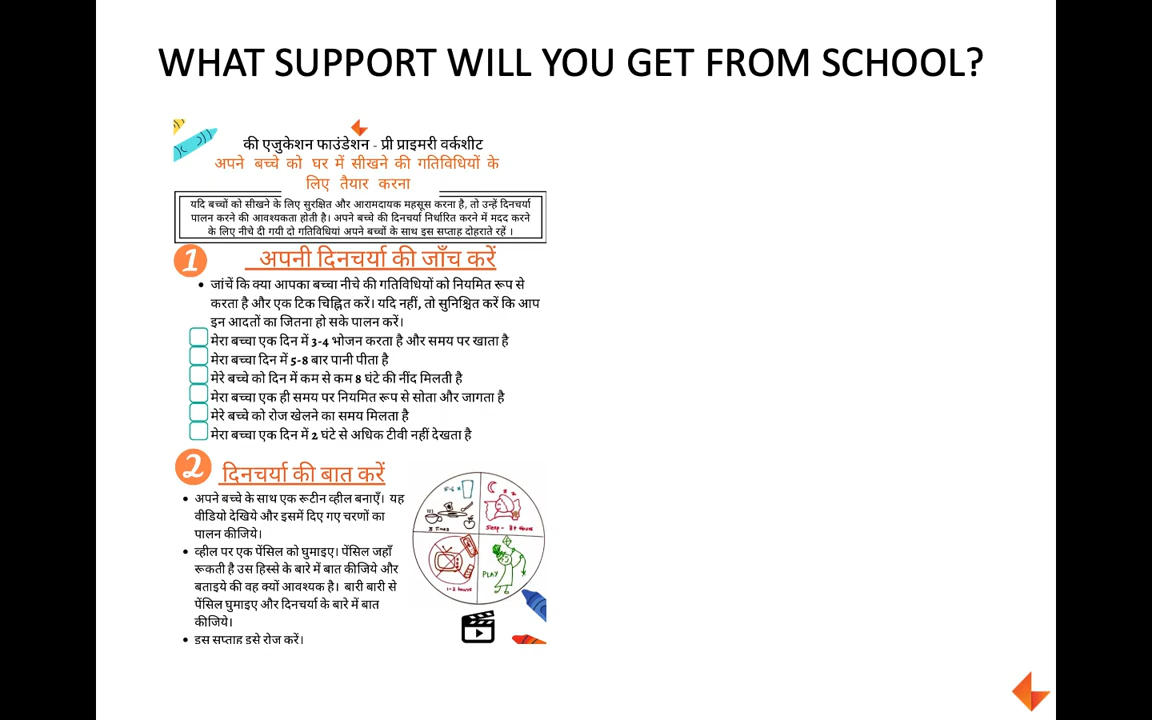 WHAT SUPPORT WILL YOU GET FROM SCHOOL?
की एजुकेशन फाउंडेशन - प्री प्राइमरी वर्कशीट
अपने बच्चे को घर में सीखने की गतिविधियों के
लिए तैयार करना
यदि बच्चों को सीखने के लिए सुरक्षित और आरामदायक महसूस करना है, तो उन्हें दिनचर्या
पालन करने की आवश्यकता होती है। अपने बच्चे की दिनचर्या निर्धारित करने में मदद करने
के लिए नीचे दी गयी दो गतिविधियां अपने बच्चों के साथ इस सप्ताह दोहराते रहें ।
1 अपनी दिनचर्या की जाँच करें
• जांचें कि क्या आपका बच्चा नीचे की गतिविधियों को नियमित रूप से
करता है और एक टिक चिह्नित करें। यदि नहीं, तो सुनिश्चित करें कि आप
इन आदतों का जितना हो सके पालन करें।
मेरा बच्चा एक दिन में 3-4 भोजन करता है और समय पर खाता है
मेरा बच्चा दिन में 5-8 बार पानी पीता है
मेरे बच्चे को दिन में कम से कम 8 घंटे की नींद मिलती है
मेरा बच्चा एक ही समय पर नियमित रूप से सोता और जागता है
मेरे बच्चे को रोज खेलने का समय मिलता है
मेरा बच्चा एक दिन में 2 घंटे से अधिक टीवी नहीं देखता है
2 दिनचर्या की बात करें
• अपने बच्चे के साथ एक रूटीन व्हील बनाएँ। यह
वीडियो देखिये और इसमें दिए गए चरणों का
पालन कीजिये।
• व्हील पर एक पेंसिल को घुमाइए। पेंसिल जहाँ
रूकती है उस हिस्से के बारे में बात कीजिये और
बताइये की वह क्यों आवश्यक है। बारी बारी से
पेंसिल घुमाइए और दिनचर्या के बारे में बात
कीजिये।
• इस सप्ताह इसे रोज करें।
Sleep - 8+ hours
PLAY
1-2 hours